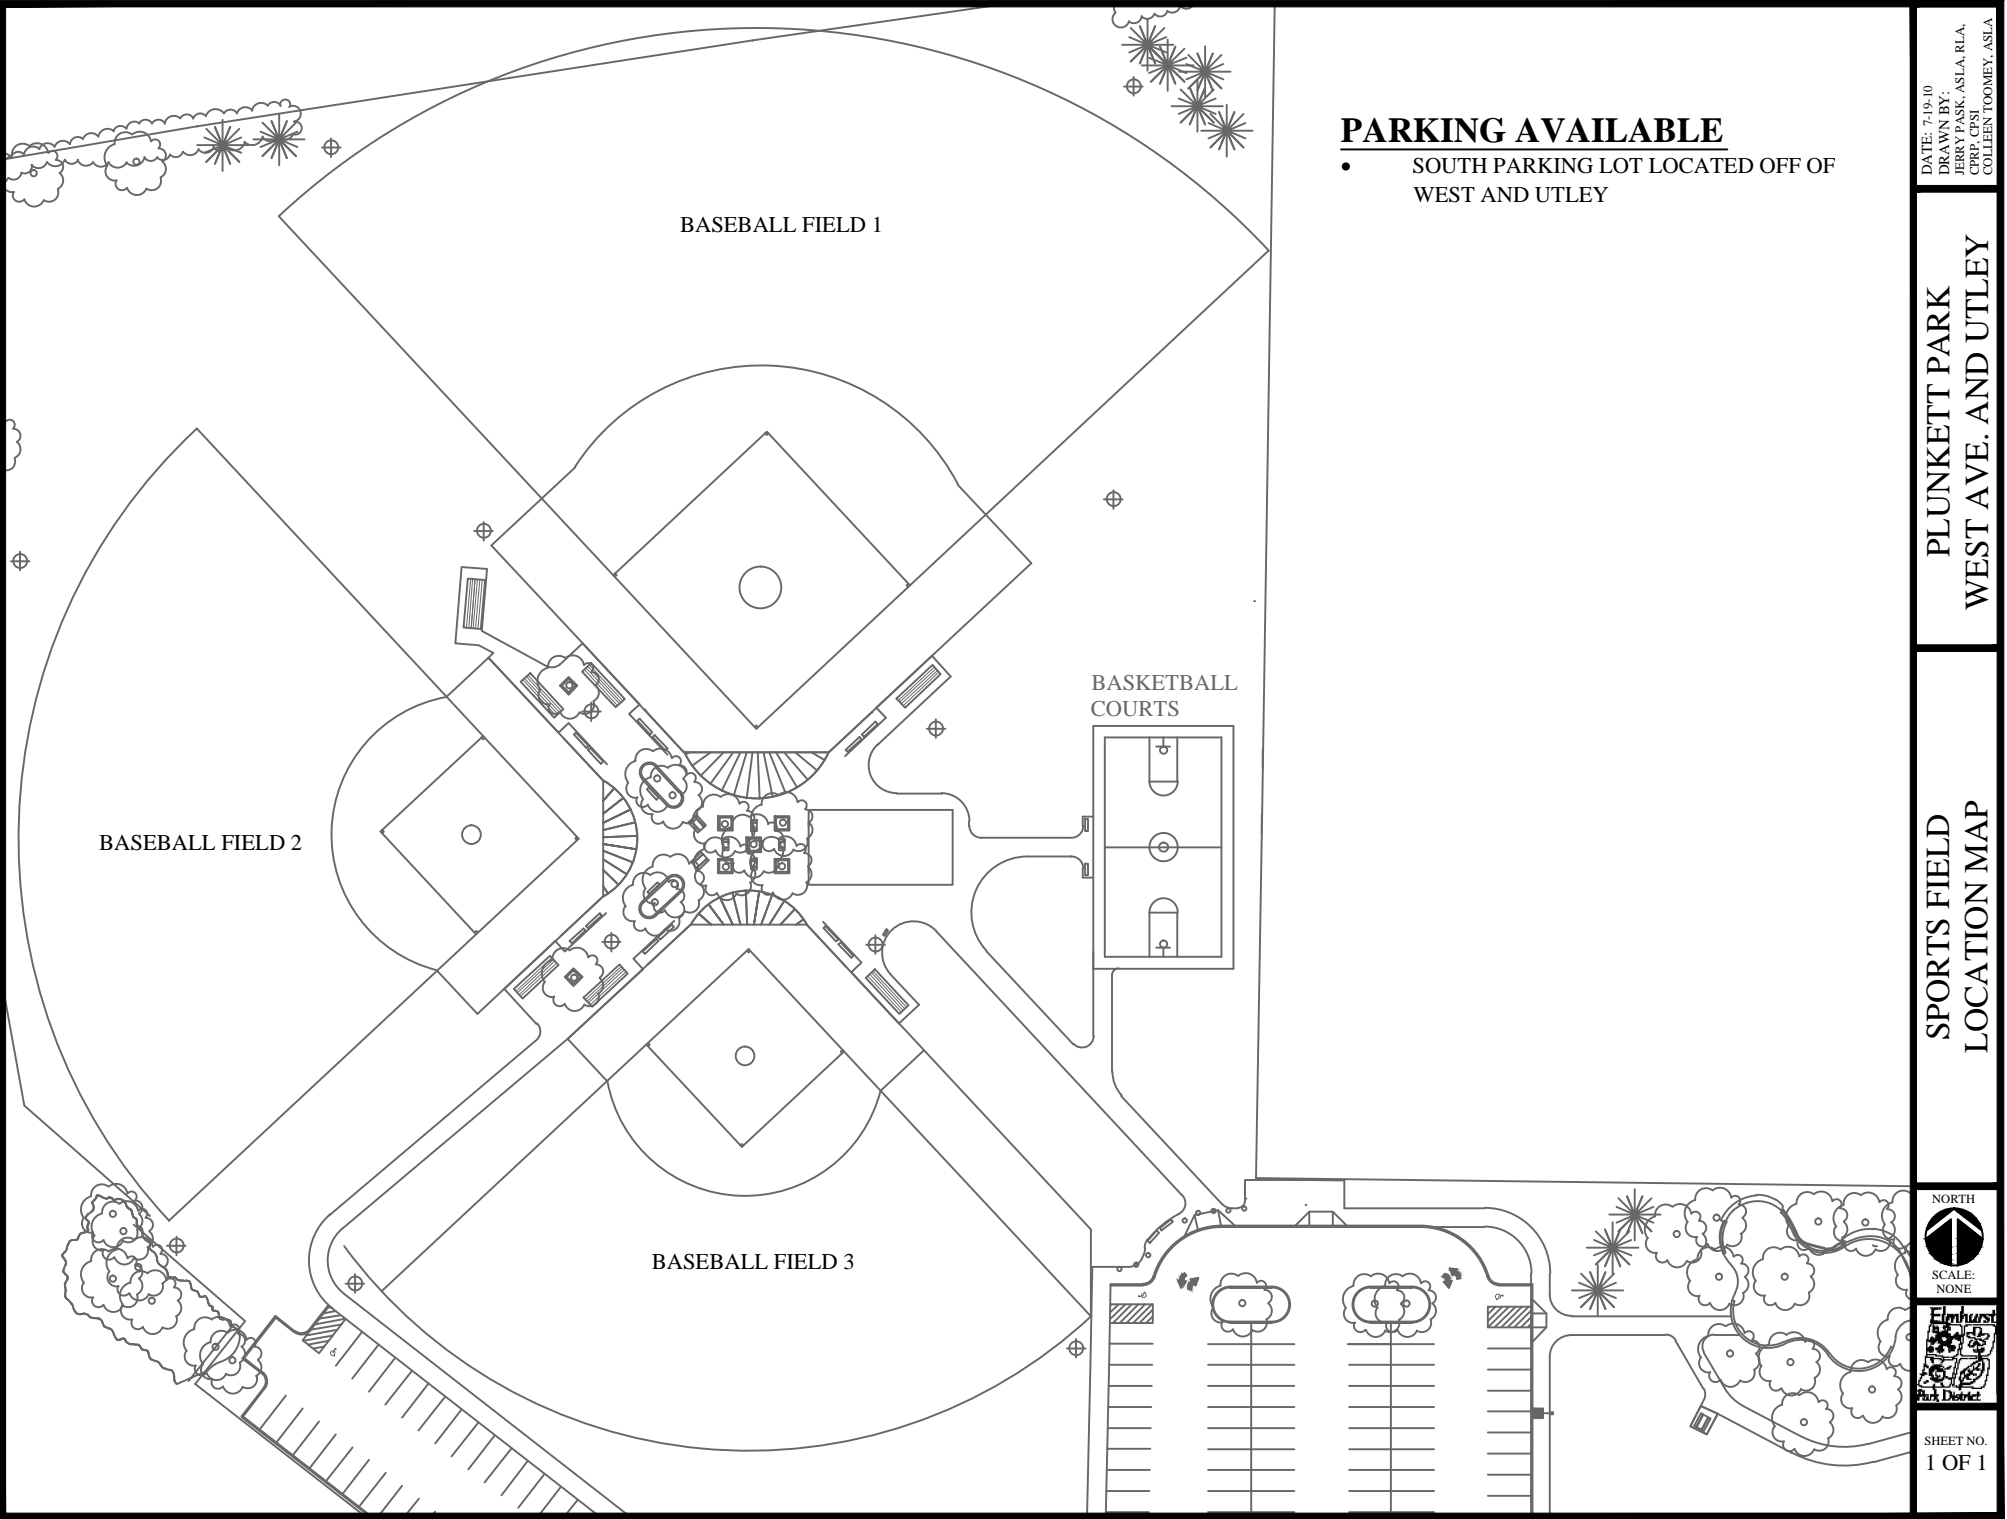 PARKING AVAILABLE
• SOUTH PARKING LOT LOCATED OFF OF
WEST AND UTLEY
BASEBALL FIELD 1
BASKETBALL
COURTS
BASEBALL FIELD 2
BASEBALL FIELD 3
DATE: 7-19-10
DRAWN BY:
JERRY PASK, ASLA, RLA,
CPRP, CPSI
COLLEEN TOOMEY, ASLA
PLUNKETT PARK
WEST AVE. AND UTLEY
SPORTS FIELD
LOCATION MAP
NORTH
SCALE:
NONE
Elmhurst
Park District
SHEET NO.
1 OF 1